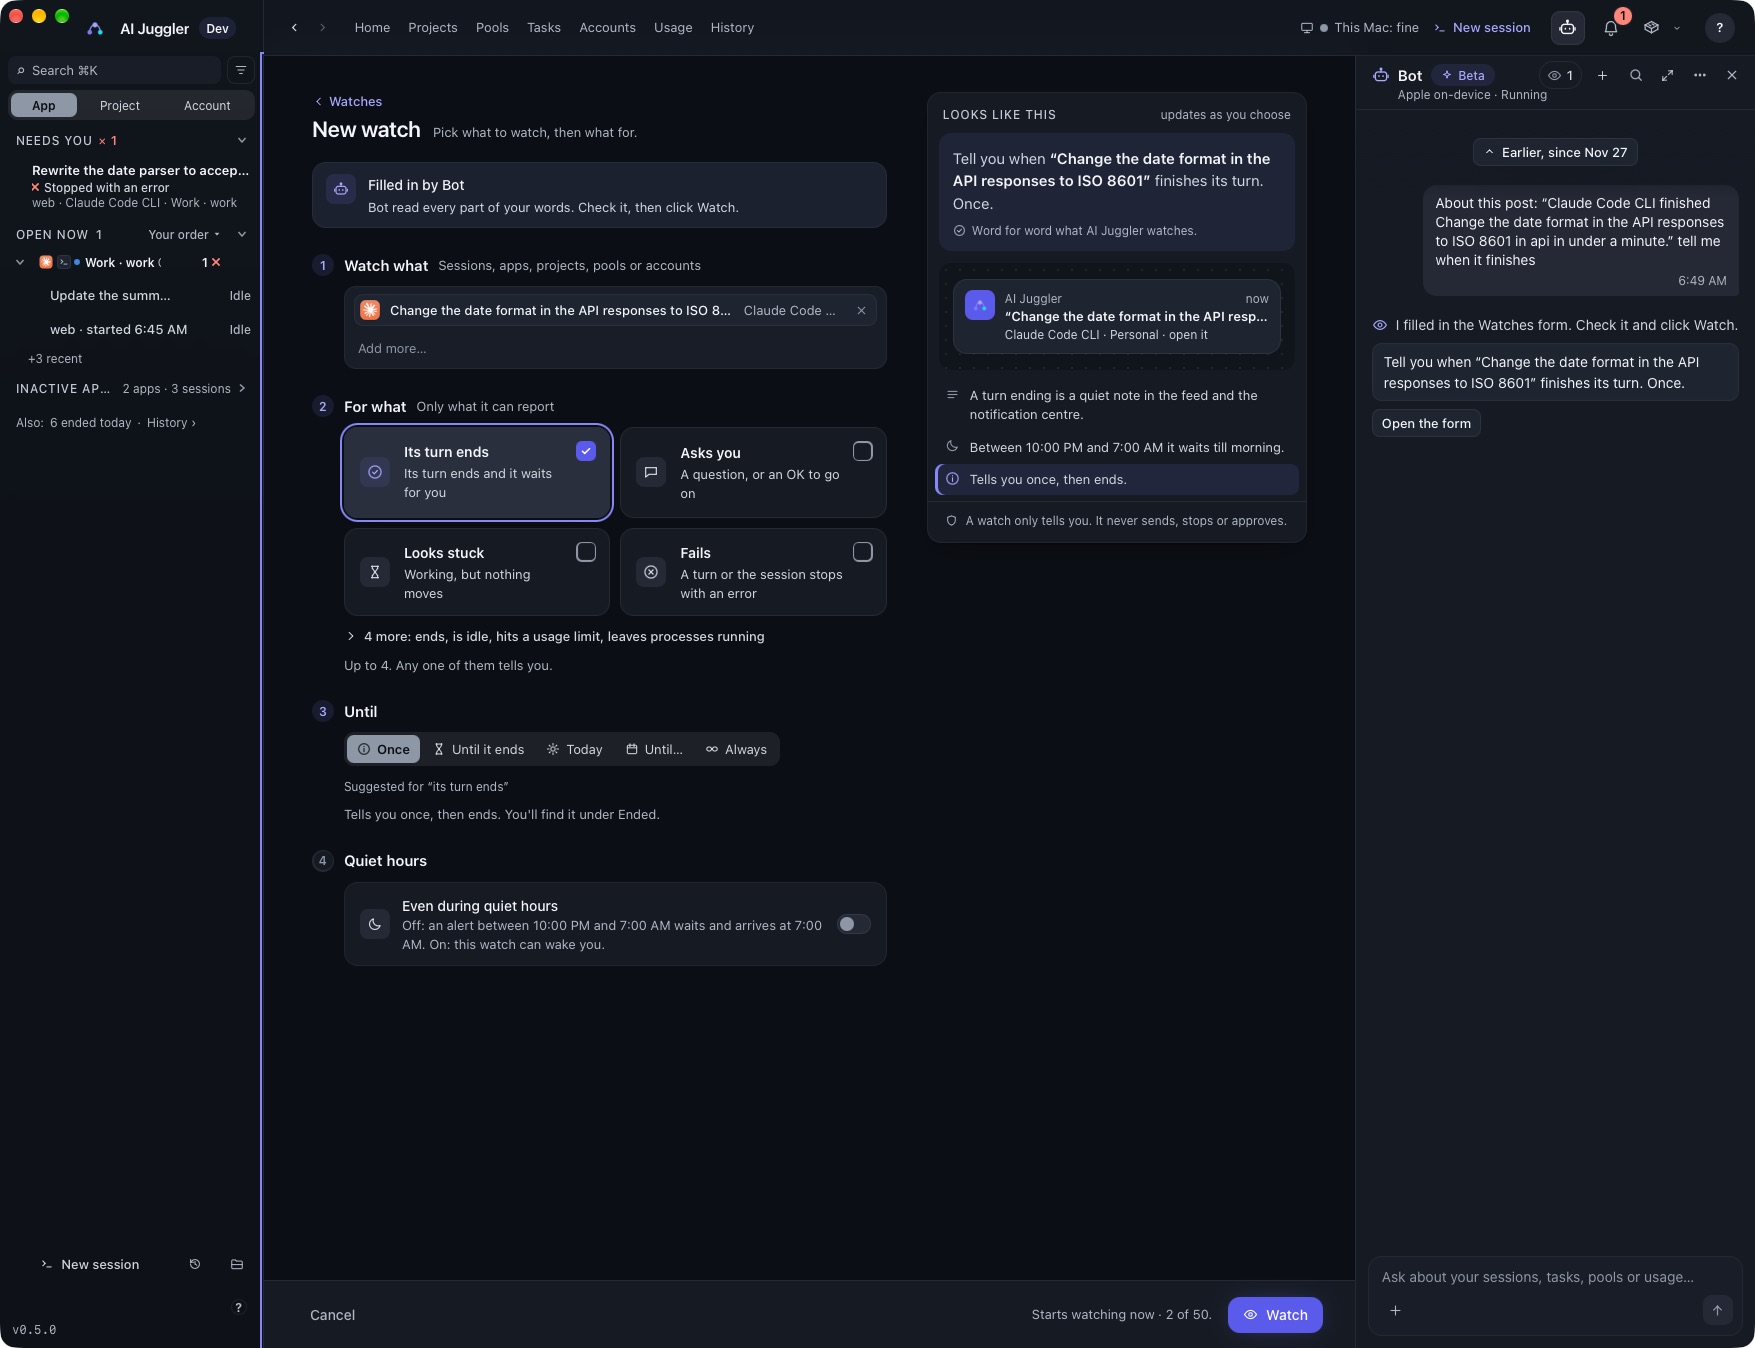 AI Juggler Dev
Search ⌘K
App Project Account
NEEDS YOU × 1
Rewrite the date parser to accep...
Stopped with an error
web · Claude Code CLI · Work · work
OPEN NOW 1 Your order
Work · work 1
Update the summ... Idle
web · started 6:45 AM Idle
+3 recent
INACTIVE AP... 2 apps · 3 sessions
Also: 6 ended today · History ›
New session
?
v0.5.0
Home Projects Pools Tasks Accounts Usage History
This Mac: fine New session 1 ?
Watches
New watch Pick what to watch, then what for.
Filled in by Bot
Bot read every part of your words. Check it, then click Watch.
1 Watch what Sessions, apps, projects, pools or accounts
Change the date format in the API responses to ISO 8... Claude Code ...
Add more...
2 For what Only what it can report
Its turn ends
Its turn ends and it waits
for you
Asks you
A question, or an OK to go
on
Looks stuck
Working, but nothing
moves
Fails
A turn or the session stops
with an error
4 more: ends, is idle, hits a usage limit, leaves processes running
Up to 4. Any one of them tells you.
3 Until
Once Until it ends Today Until... Always
Suggested for “its turn ends”
Tells you once, then ends. You'll find it under Ended.
4 Quiet hours
Even during quiet hours
Off: an alert between 10:00 PM and 7:00 AM waits and arrives at 7:00
AM. On: this watch can wake you.
Cancel Starts watching now · 2 of 50. Watch
LOOKS LIKE THIS updates as you choose
Tell you when “Change the date format in the
API responses to ISO 8601” finishes its turn.
Once.
Word for word what AI Juggler watches.
AI Juggler now
“Change the date format in the API resp...
Claude Code CLI · Personal · open it
A turn ending is a quiet note in the feed and the
notification centre.
Between 10:00 PM and 7:00 AM it waits till morning.
Tells you once, then ends.
A watch only tells you. It never sends, stops or approves.
Bot Beta 1
Apple on-device · Running
Earlier, since Nov 27
About this post: “Claude Code CLI finished
Change the date format in the API responses
to ISO 8601 in api in under a minute.” tell me
when it finishes
6:49 AM
I filled in the Watches form. Check it and click Watch.
Tell you when “Change the date format in the API
responses to ISO 8601” finishes its turn. Once.
Open the form
Ask about your sessions, tasks, pools or usage...